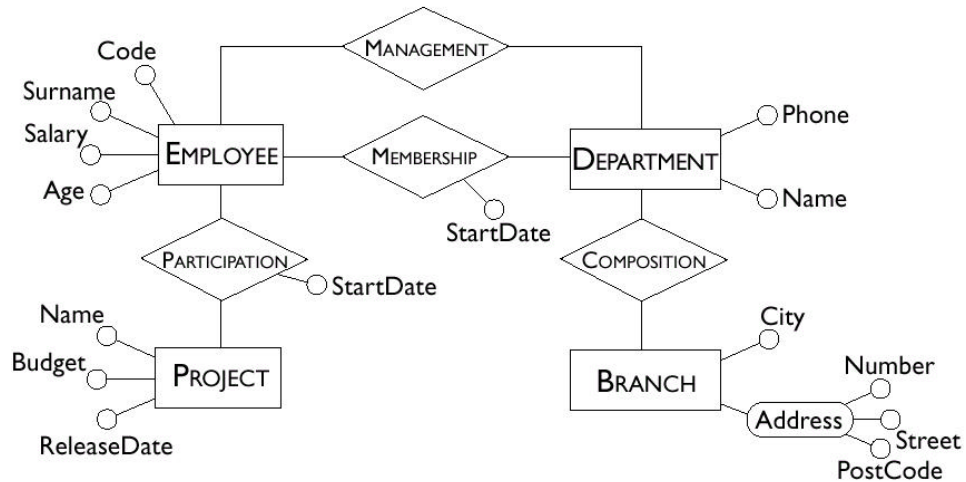 MANAGEMENT
Code
Surname
Salary
Age
EMPLOYEE
MEMBERSHIP
StartDate
DEPARTMENT
Phone
Name
PARTICIPATION
StartDate
COMPOSITION
Name
Budget
ReleaseDate
PROJECT
BRANCH
City
Address
Number
Street
PostCode